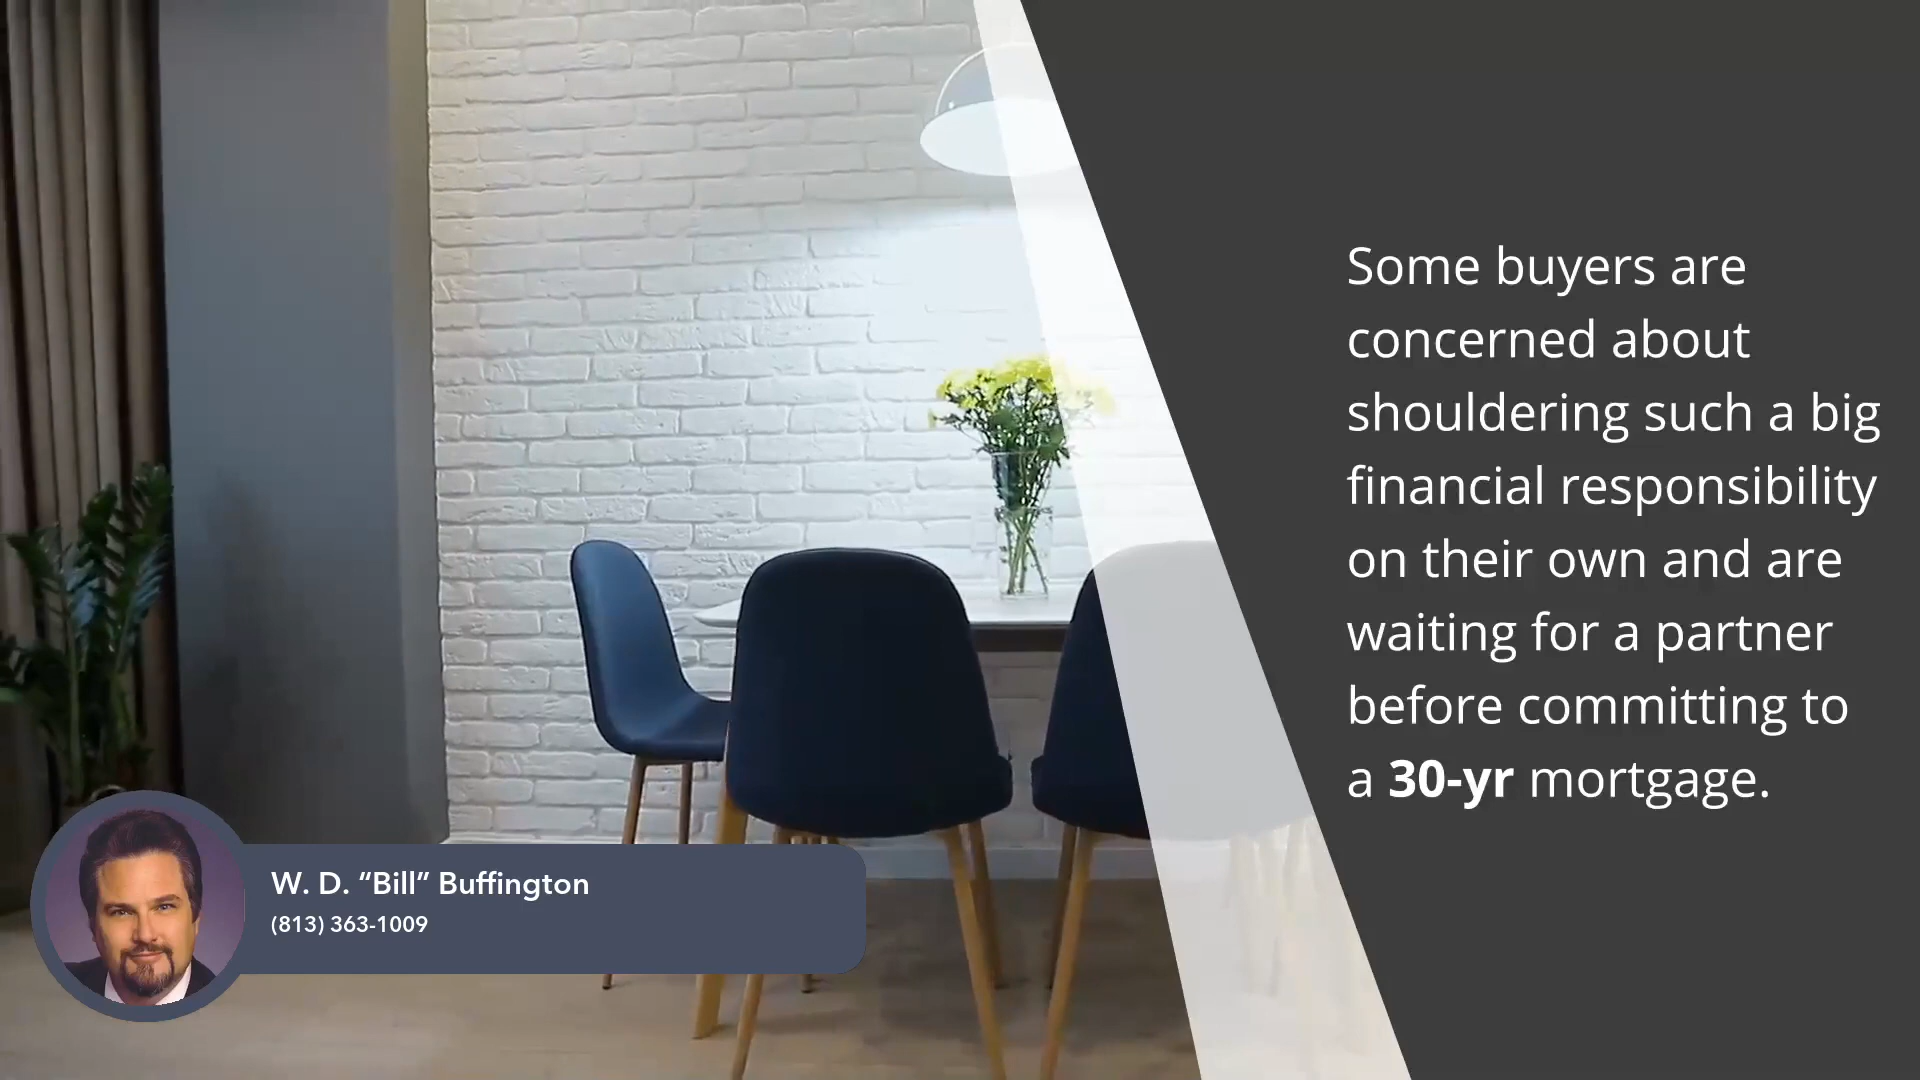 Some buyers are
concerned about
shouldering such a big
financial responsibility
on their own and are
waiting for a partner
before committing to
a 30-yr mortgage.
W. D. “Bill” Buffington
(813) 363-1009